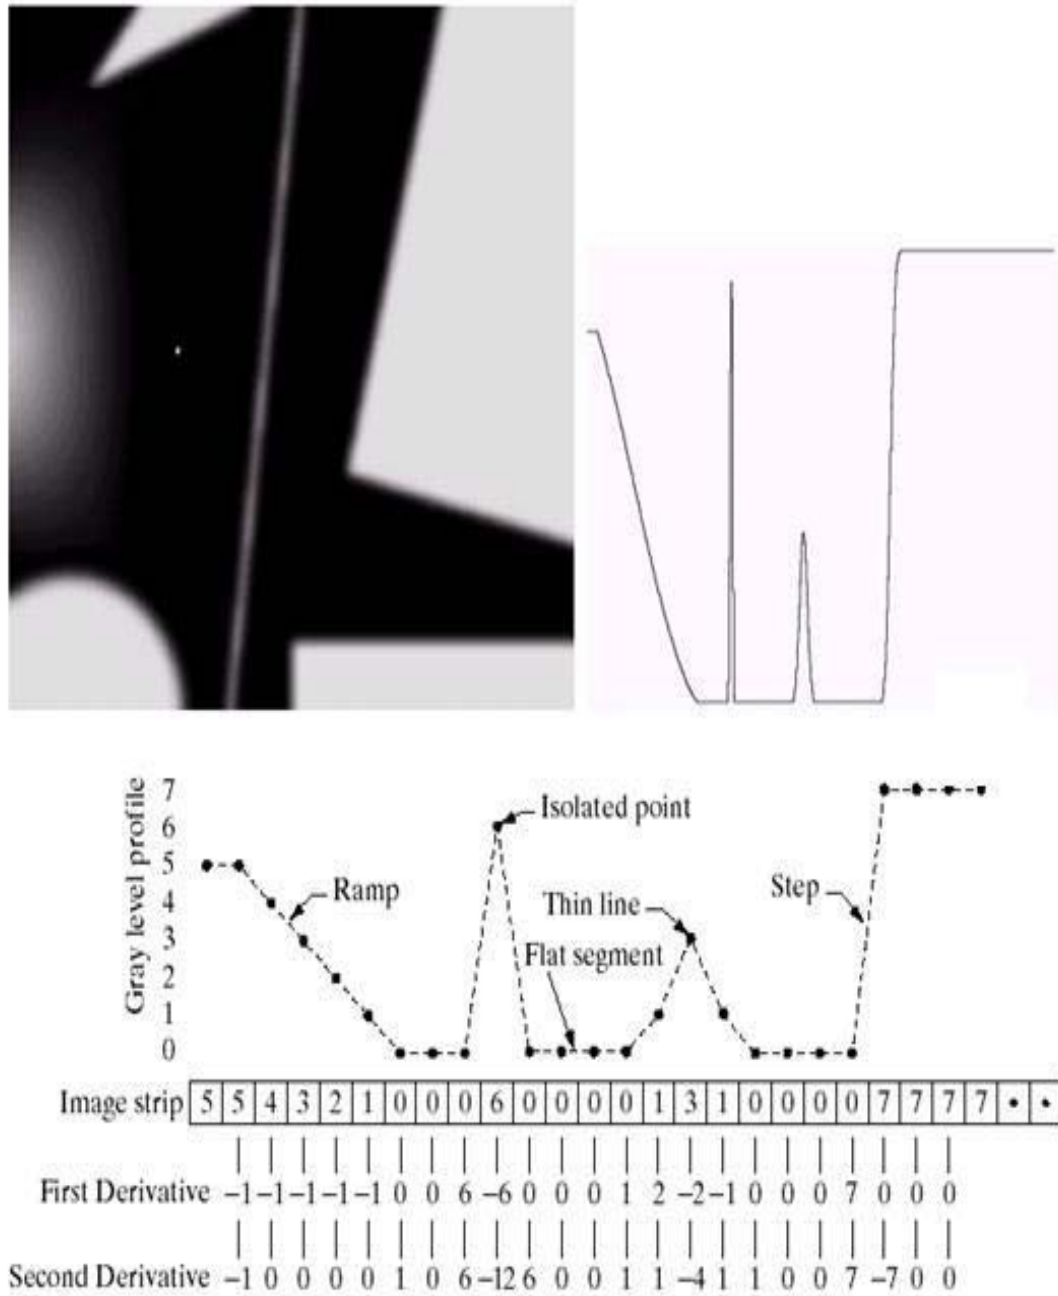 Gray level profile
7
6
5
4
3
2
1
0
Isolated point
Ramp
Thin line
Step
Flat segment
Image strip 5 5 4 3 2 1 0 0 0 6 0 0 0 0 1 3 1 0 0 0 0 7 7 7 7 • •
First Derivative −1 −1 −1 −1 −1 0 0 6 −6 0 0 0 1 2 −2 −1 0 0 0 7 0 0 0
Second Derivative −1 0 0 0 0 1 0 6 −12 6 0 0 1 1 −4 1 1 0 0 7 −7 0 0